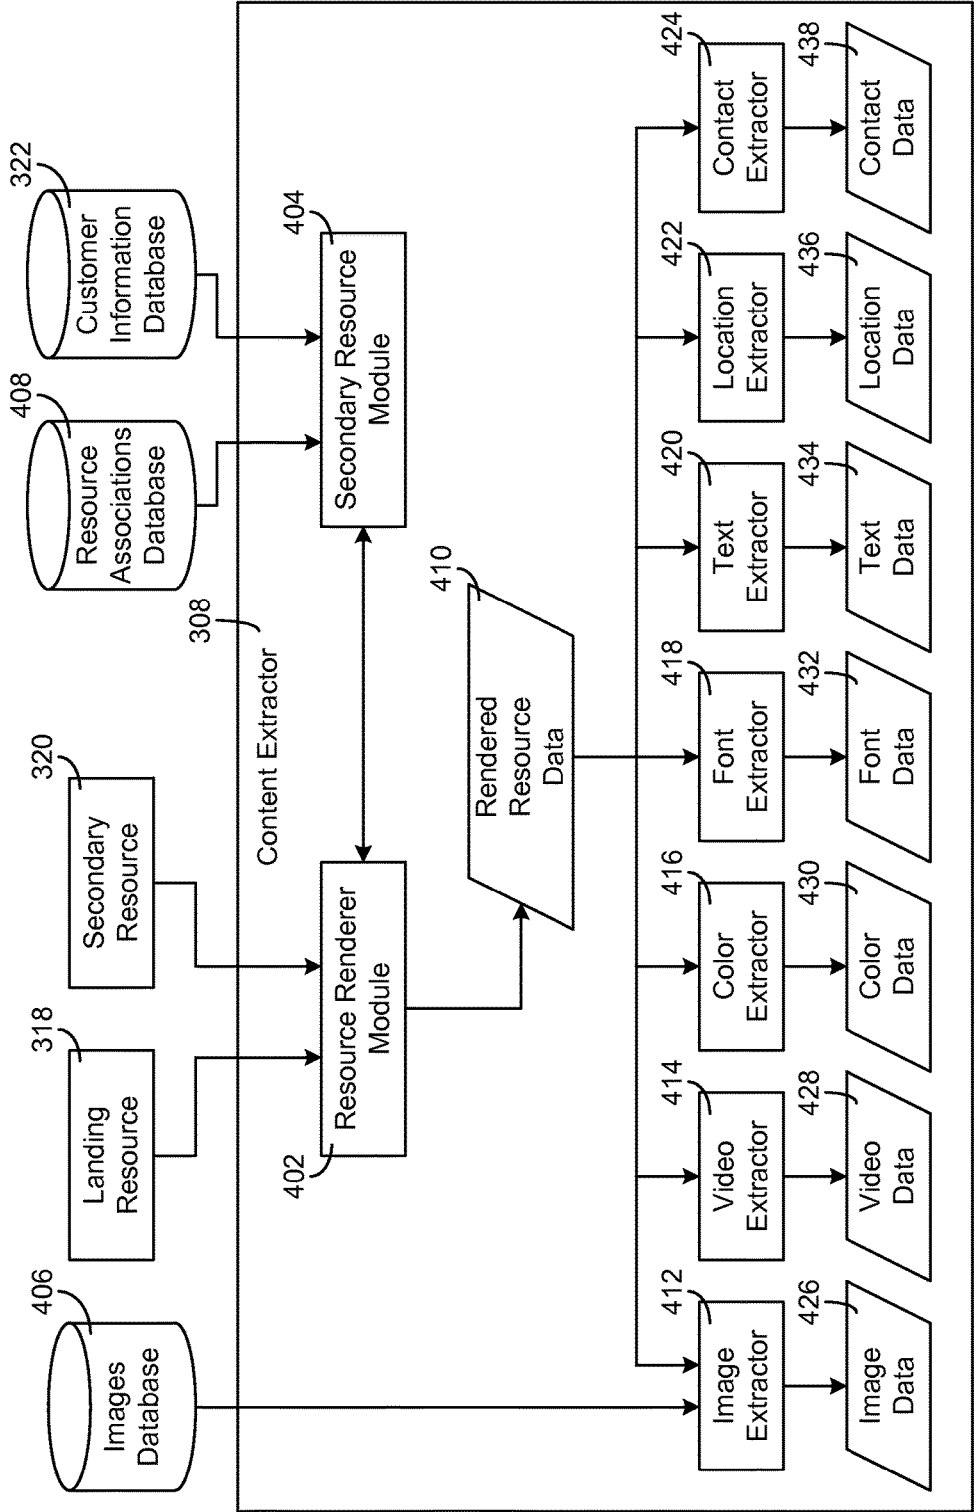 406
Images
Database
318
Landing
Resource
320
Secondary
Resource
408
Resource
Associations
Database
322
Customer
Information
Database
308
Content Extractor
402
Resource Renderer
Module
404
Secondary Resource
Module
410
Rendered
Resource
Data
412
Image
Extractor
414
Video
Extractor
416
Color
Extractor
418
Font
Extractor
420
Text
Extractor
422
Location
Extractor
424
Contact
Extractor
426
Image
Data
428
Video
Data
430
Color
Data
432
Font
Data
434
Text
Data
436
Location
Data
438
Contact
Data